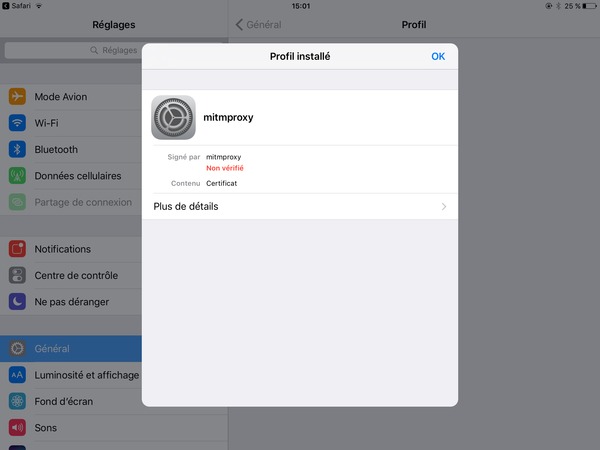 Safari
15:01
25 %
Réglages
Général
Profil
Réglages
Profil installé
OK
mitmproxy
Signé par mitmproxy
Non vérifié
Contenu Certificat
Plus de détails
Mode Avion
Wi-Fi
Bluetooth
Données cellulaires
Partage de connexion
Notifications
Centre de contrôle
Ne pas déranger
Général
AA Luminosité et affichage
Fond d'écran
Sons